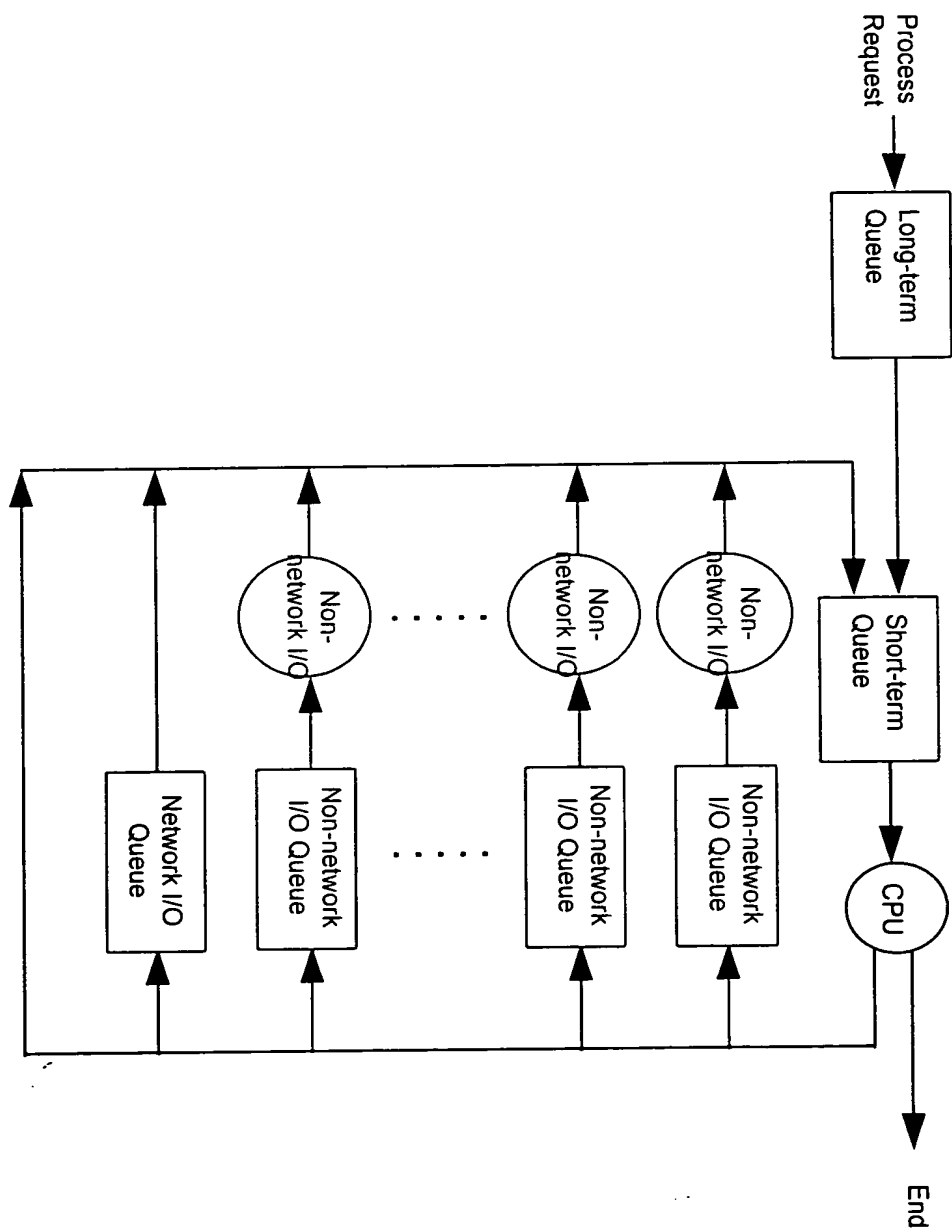 Process
Request
Long-term
Queue
Short-term
Queue
CPU
End
Non-
network I/O
Non-network
I/O Queue
Non-
network I/O
Non-network
I/O Queue
Non-
network I/O
Non-network
I/O Queue
Network I/O
Queue